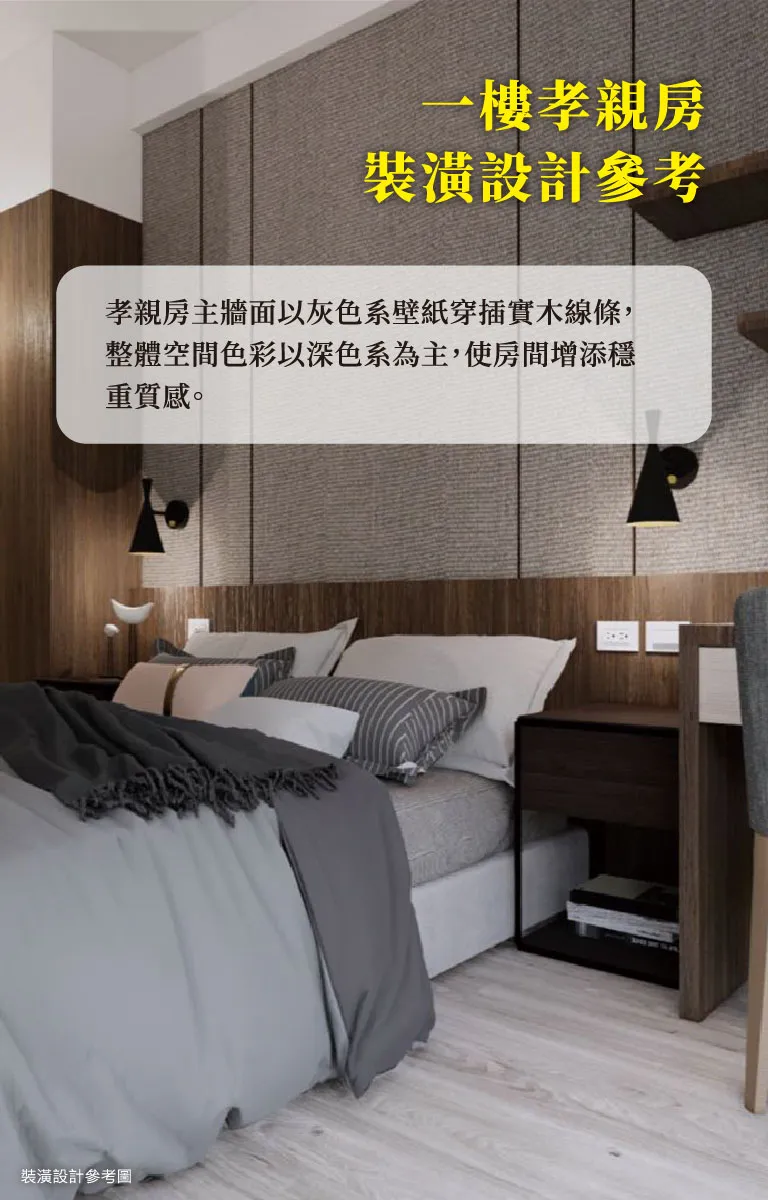 一樓孝親房
裝潢設計參考
孝親房主牆面以灰色系壁紙穿插實木線條，
整體空間色彩以深色系為主，使房間增添穩
重質感。
裝潢設計參考圖